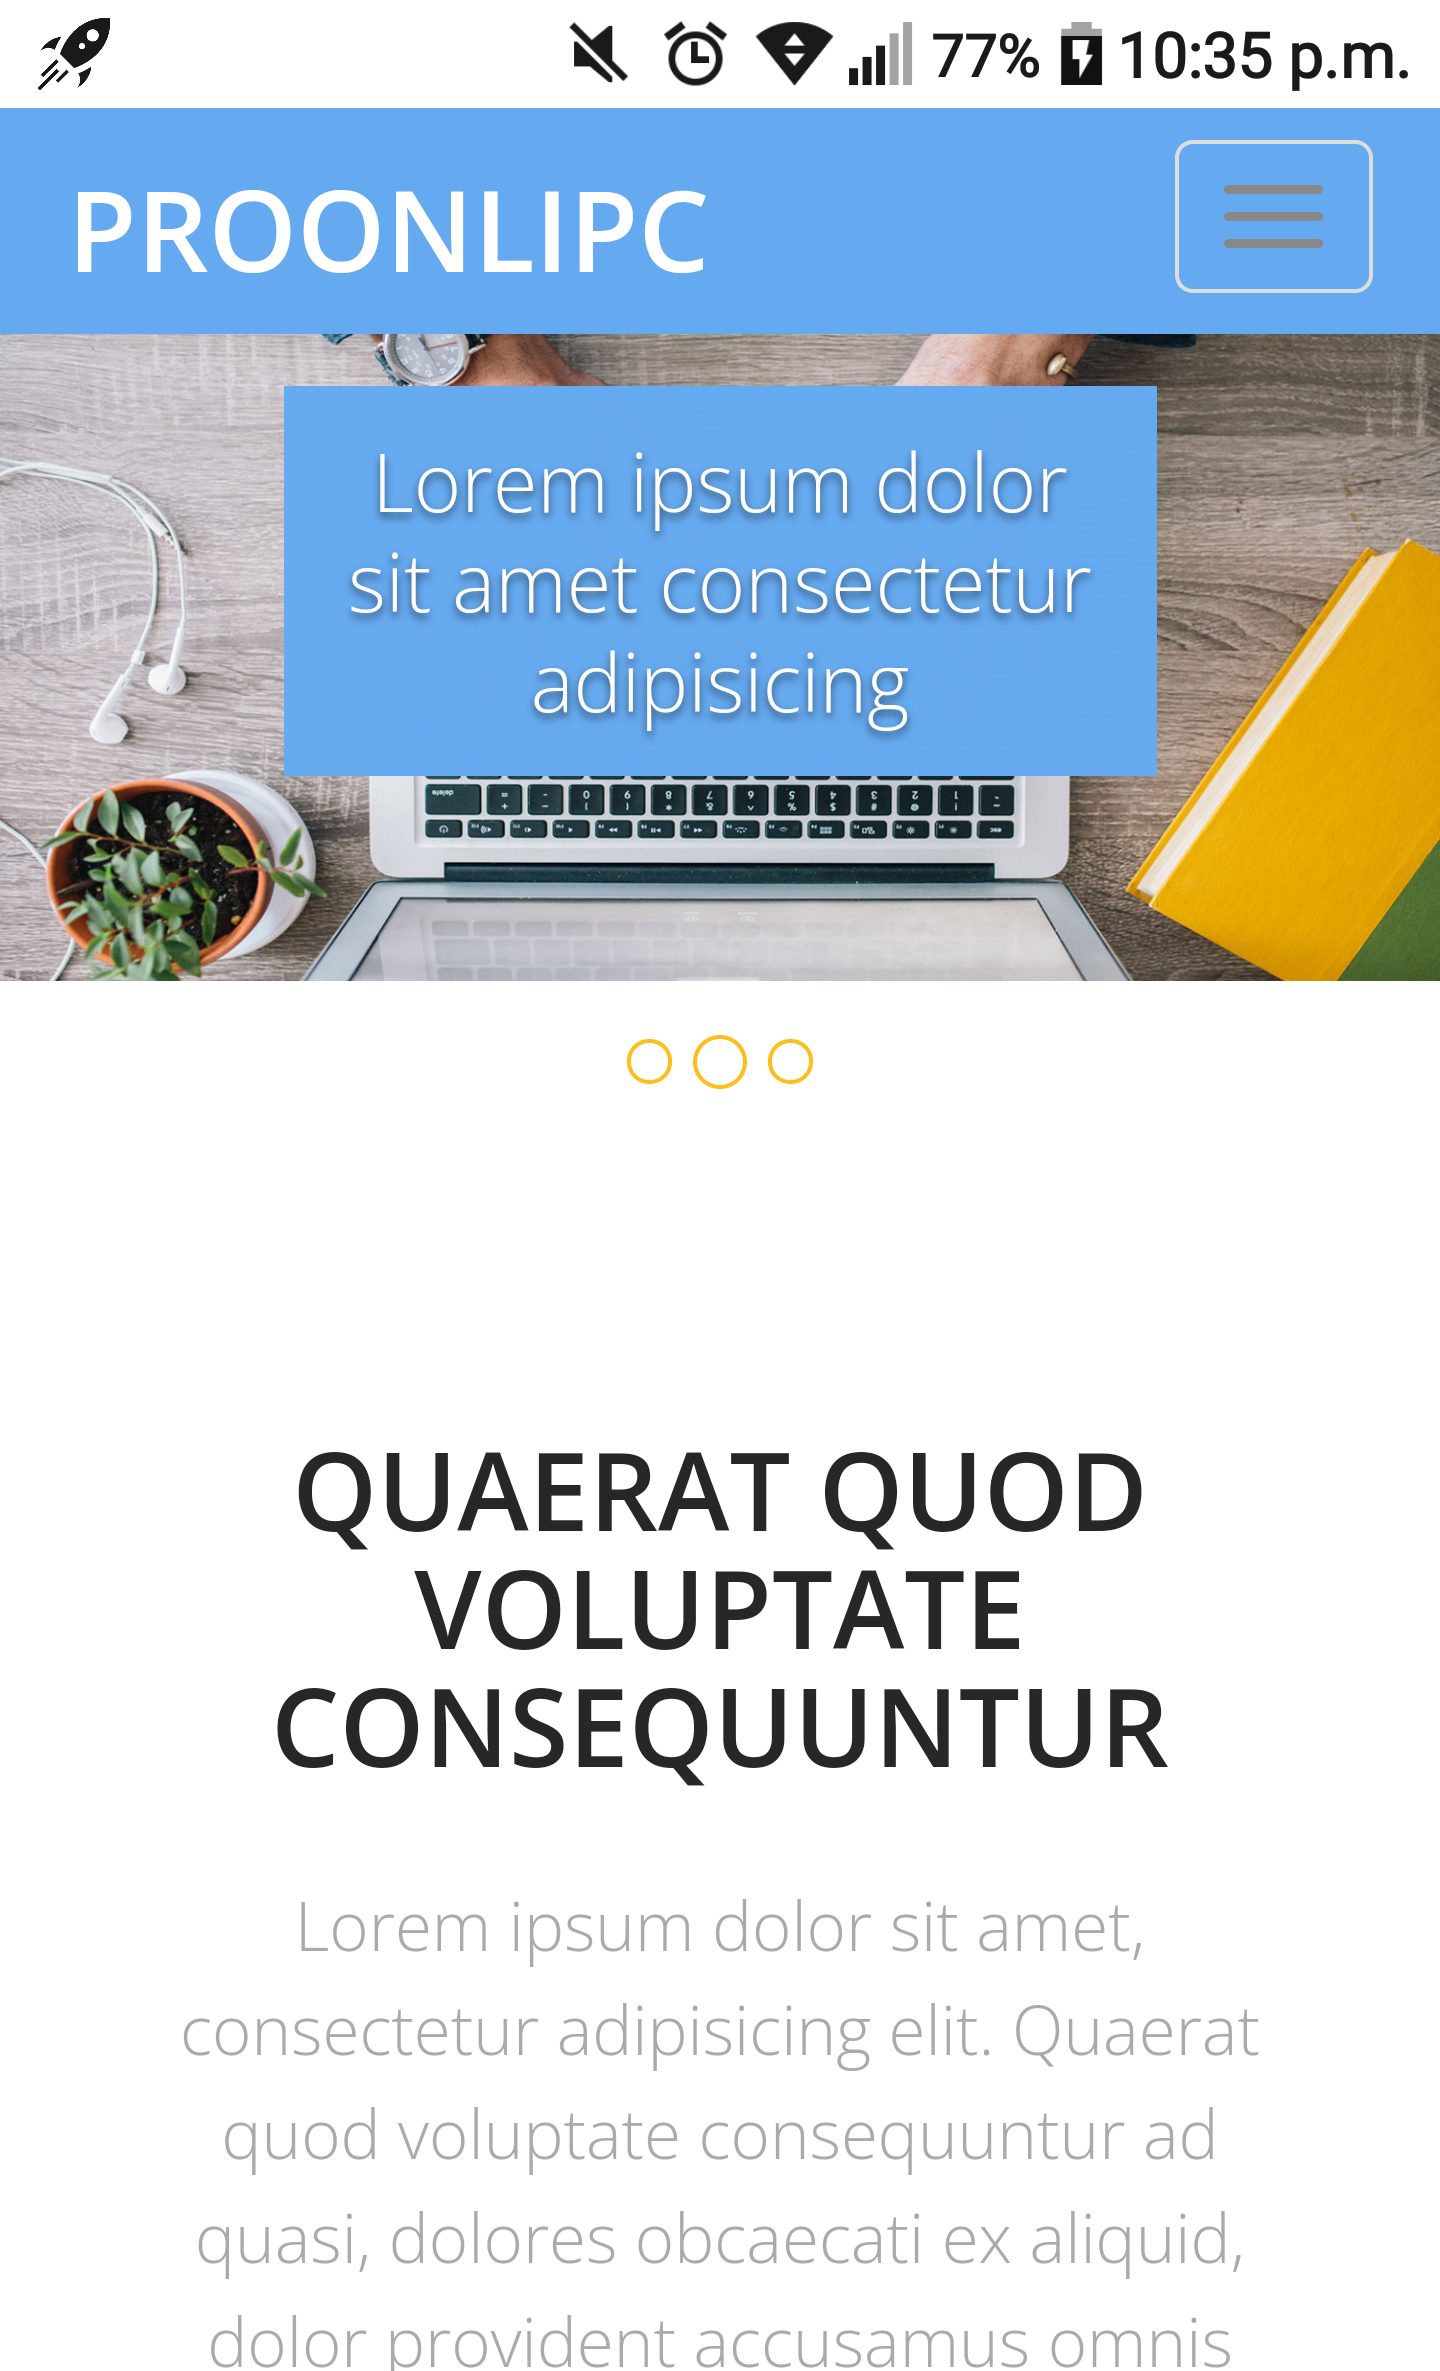 77% 10:35 p.m.
PROONLIPC
Lorem ipsum dolor
sit amet consectetur
adipisicing
delete
QUAERAT QUOD
VOLUPTATE
CONSEQUUNTUR
Lorem ipsum dolor sit amet,
consectetur adipisicing elit. Quaerat
quod voluptate consequuntur ad
quasi, dolores obcaecati ex aliquid,
dolor provident accusamus omnis